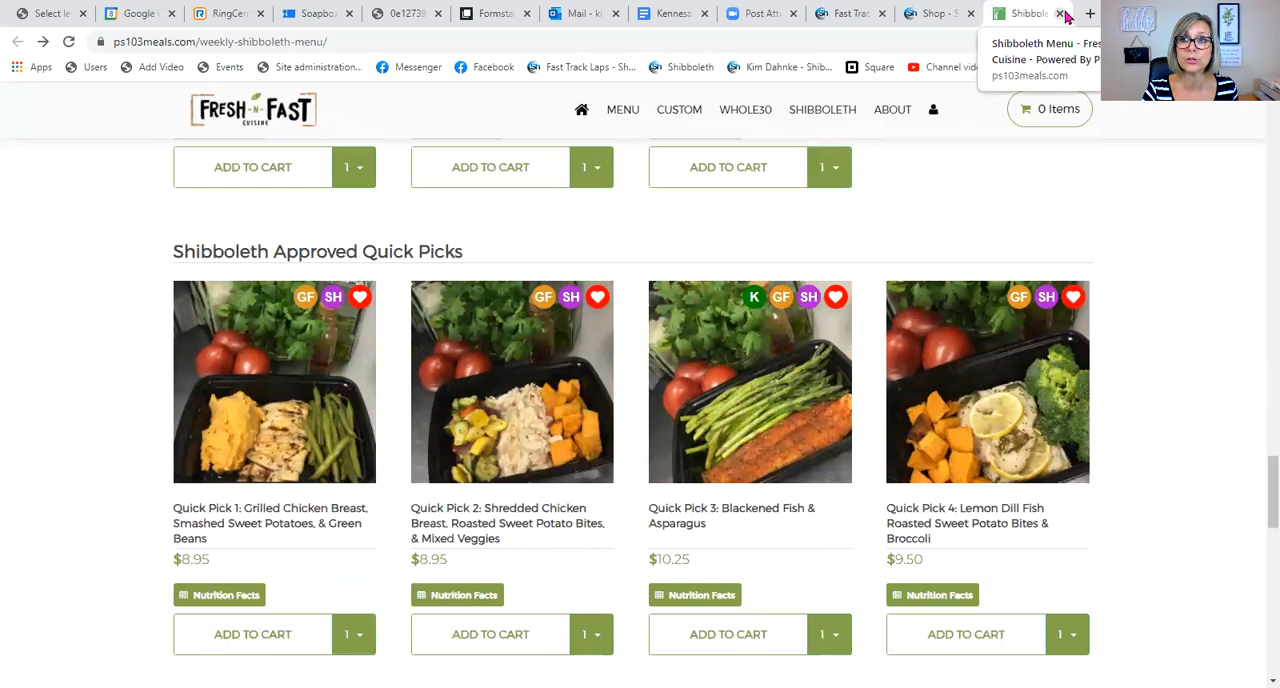 Select le
Google
RingCer
Soapbo
0e12739
Formsta
Mail - ki
Kennesa
Post Att
Fast Trac
Shop - S
Shibbole
ps103meals.com/weekly-shibboleth-menu/
Shibboleth Menu - Fres
Cuisine - Powered By P
ps103meals.com
hello
Apps
Users
Add Video
Events
Site administration...
Messenger
Fac
Fast Track Laps - Sh...
Shibboleth
Kim Dahnke - Shib...
Square
Channel vide
FRESH-N-FAST
CUISINE
MENU
CUSTOM
WHOLE30
SHIBBOLETH
ABOUT
0 Items
ADD TO CART 1
ADD TO CART 1
ADD TO CART 1
Shibboleth Approved Quick Picks
GF SH
GF SH
K GF SH
GF SH
Quick Pick 1: Grilled Chicken Breast,
Smashed Sweet Potatoes, & Green
Beans
$8.95
Nutrition Facts
ADD TO CART 1
Quick Pick 2: Shredded Chicken
Breast, Roasted Sweet Potato Bites,
& Mixed Veggies
$8.95
Nutrition Facts
ADD TO CART 1
Quick Pick 3: Blackened Fish &
Asparagus
$10.25
Nutrition Facts
ADD TO CART 1
Quick Pick 4: Lemon Dill Fish
Roasted Sweet Potato Bites &
Broccoli
$9.50
Nutrition Facts
ADD TO CART 1